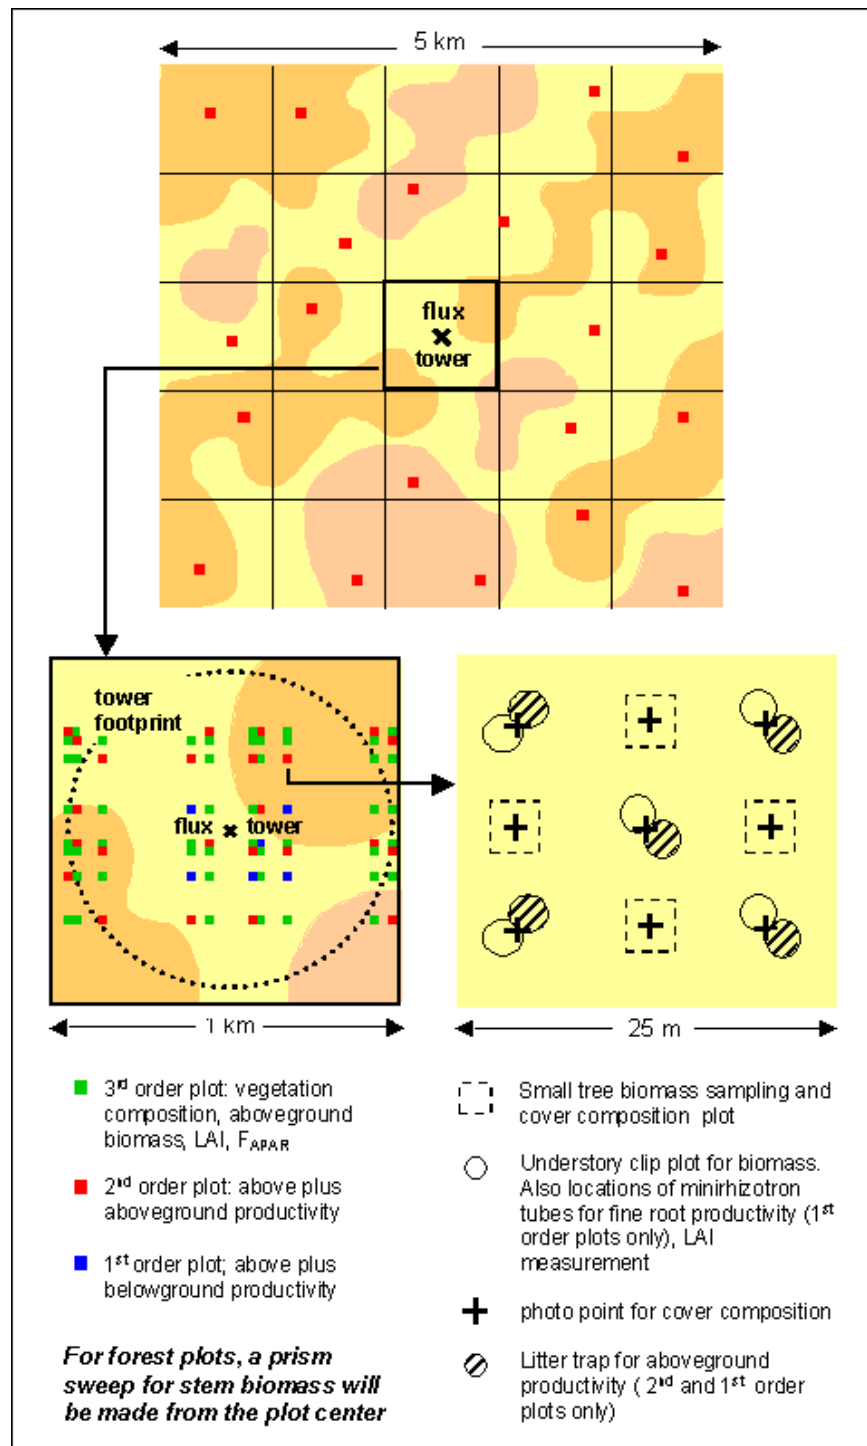 5 km
flux
tower
tower
footprint
flux tower
1 km
25 m
3rd order plot: vegetation
composition, aboveground
biomass, LAI, FAPAR
2nd order plot: above plus
aboveground productivity
1st order plot; above plus
belowground productivity
For forest plots, a prism
sweep for stem biomass will
be made from the plot center
Small tree biomass sampling and
cover composition plot
Understory clip plot for biomass.
Also locations of minirhizotron
tubes for fine root productivity (1st
order plots only), LAI
measurement
photo point for cover composition
Litter trap for aboveground
productivity ( 2nd and 1st order
plots only)